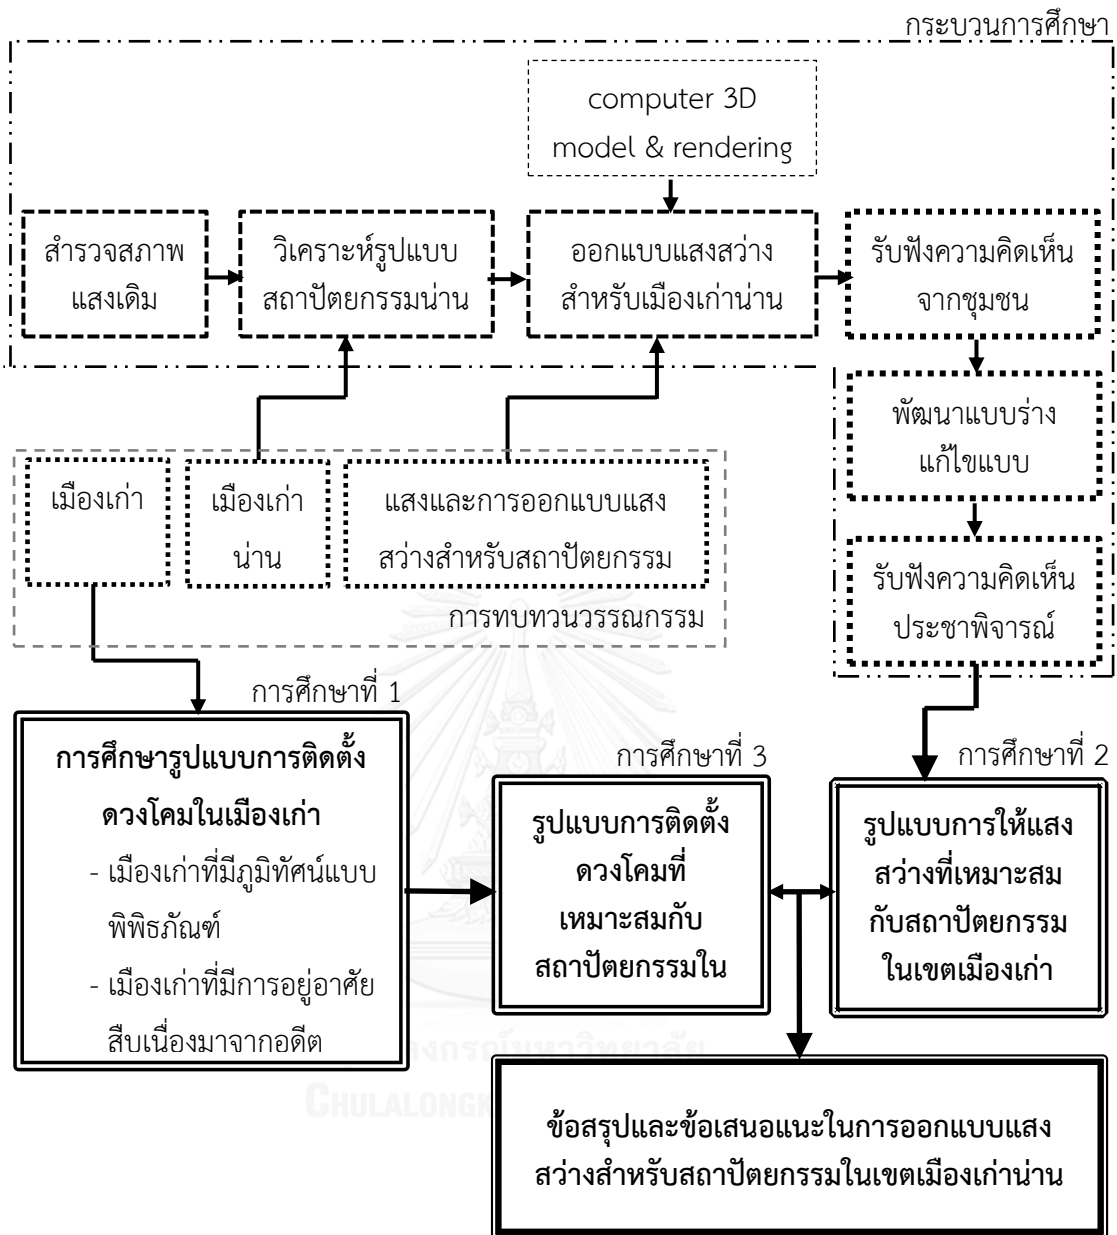 กระบวนการศึกษา
computer 3D
model & rendering
สำรวจสภาพ
แสงเดิม
วิเคราะห์รูปแบบ
สถาปัตยกรรมน่าน
ออกแบบแสงสว่าง
สำหรับเมืองเก่าน่าน
รับฟังความคิดเห็น
จากชุมชน
พัฒนาแบบร่าง
แก้ไขแบบ
รับฟังความคิดเห็น
ประชาพิจารณ์
เมืองเก่า
เมืองเก่า
น่าน
แสงและการออกแบบแสง
สว่างสำหรับสถาปัตยกรรม
การทบทวนวรรณกรรม
การศึกษาที่ 1
การศึกษารูปแบบการติดตั้ง
ดวงโคมในเมืองเก่า
- เมืองเก่าที่มีภูมิทัศน์แบบ
พิพิธภัณฑ์
- เมืองเก่าที่มีการอยู่อาศัย
สืบเนื่องมาจากอดีต
การศึกษาที่ 3
รูปแบบการติดตั้ง
ดวงโคมที่
เหมาะสมกับ
สถาปัตยกรรมใน
การศึกษาที่ 2
รูปแบบการให้แสง
สว่างที่เหมาะสม
กับสถาปัตยกรรม
ในเขตเมืองเก่า
ลงกรณ์มหาวิทยาลัย
CHULALONGK
ข้อสรุปและข้อเสนอแนะในการออกแบบแสง
สว่างสำหรับสถาปัตยกรรมในเขตเมืองเก่าน่าน